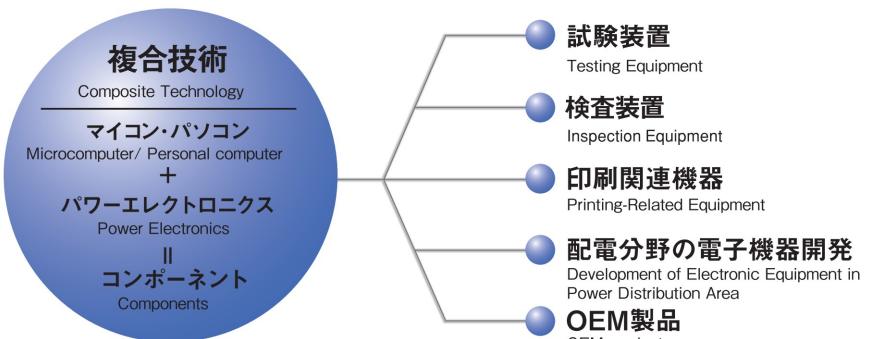 複合技術
Composite Technology
マイコン・パソコン
Microcomputer/ Personal computer
+
パワーエレクトロニクス
Power Electronics
=
コンポーネント
Components
試験装置
Testing Equipment
検査装置
Inspection Equipment
印刷関連機器
Printing-Related Equipment
配電分野の電子機器開発
Development of Electronic Equipment in
Power Distribution Area
OEM製品